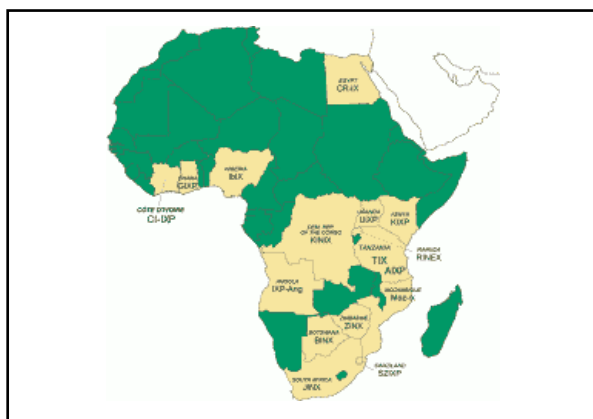 EGYPT
CR-IX
NIGERIA
IbIX
GHANA
GIXP
CÔTE D'IVOIRE
CI-IXP
DEM. REP
OF THE CONGO
KINIX
UGANDA
UIXP
KENYA
KIXP
RWANDA
RINEX
TANZANIA
TIX
AIXP
ANGOLA
IXP-Ang
MOZAMBIQUE
Moz-ix
ZIMBABWE
ZINX
BOTSWANA
BINX
SWAZILAND
SZIXP
SOUTH AFRICA
JINX